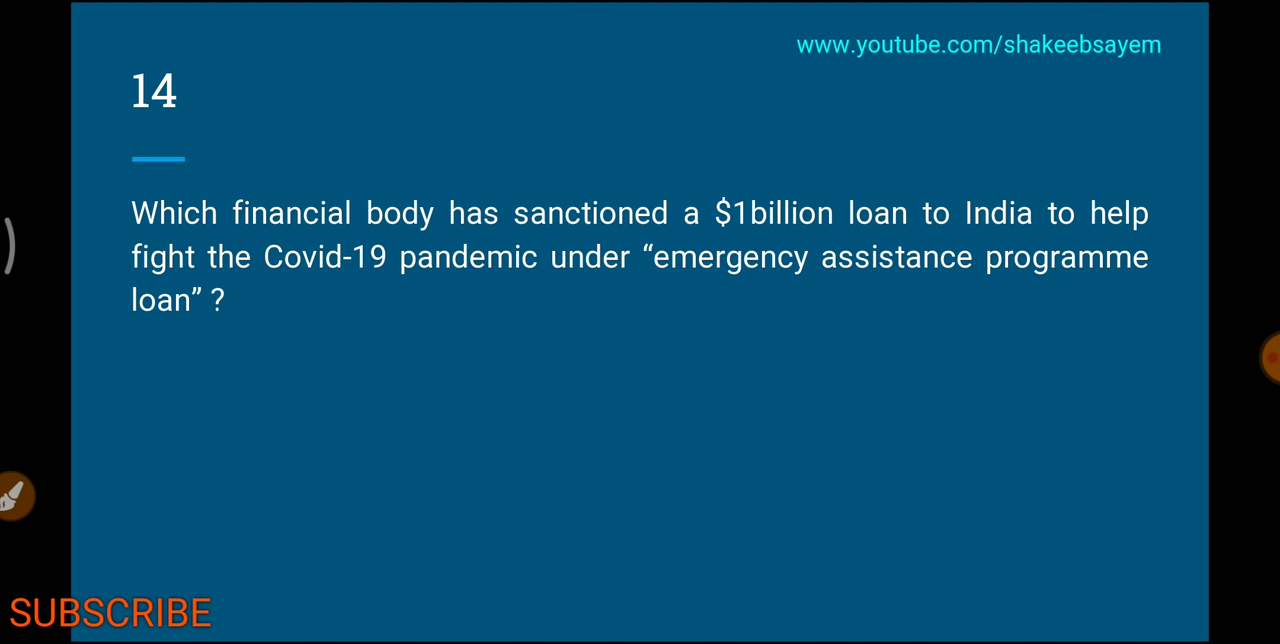 www.youtube.com/shakeebsayem
14
Which financial body has sanctioned a $1billion loan to India to help
fight the Covid-19 pandemic under “emergency assistance programme
loan” ?
SUBSCRIBE